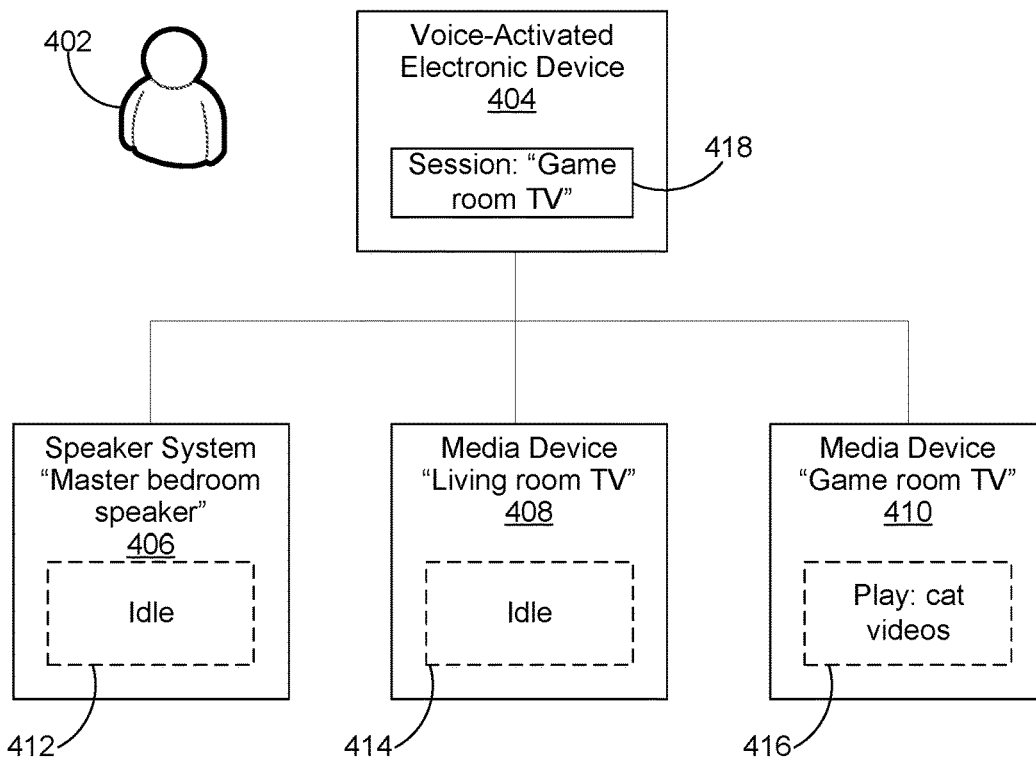 402
Voice-Activated
Electronic Device
404
Session: “Game
room TV”
418
Speaker System
“Master bedroom
speaker”
406
Idle
412
Media Device
“Living room TV”
408
Idle
414
Media Device
“Game room TV”
410
Play: cat
videos
416